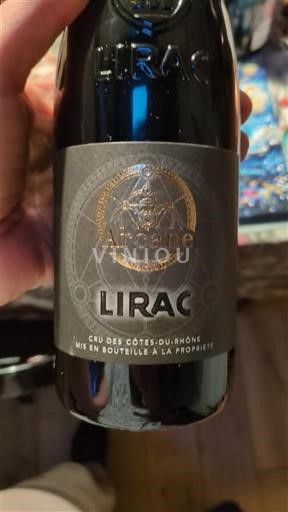 LIRAC
Arcane
VINIOU
LIRAC
CRU DES CÔTES-DU-RHÔNE
MIS EN BOUTEILLE À LA PROPRIÉTÉ